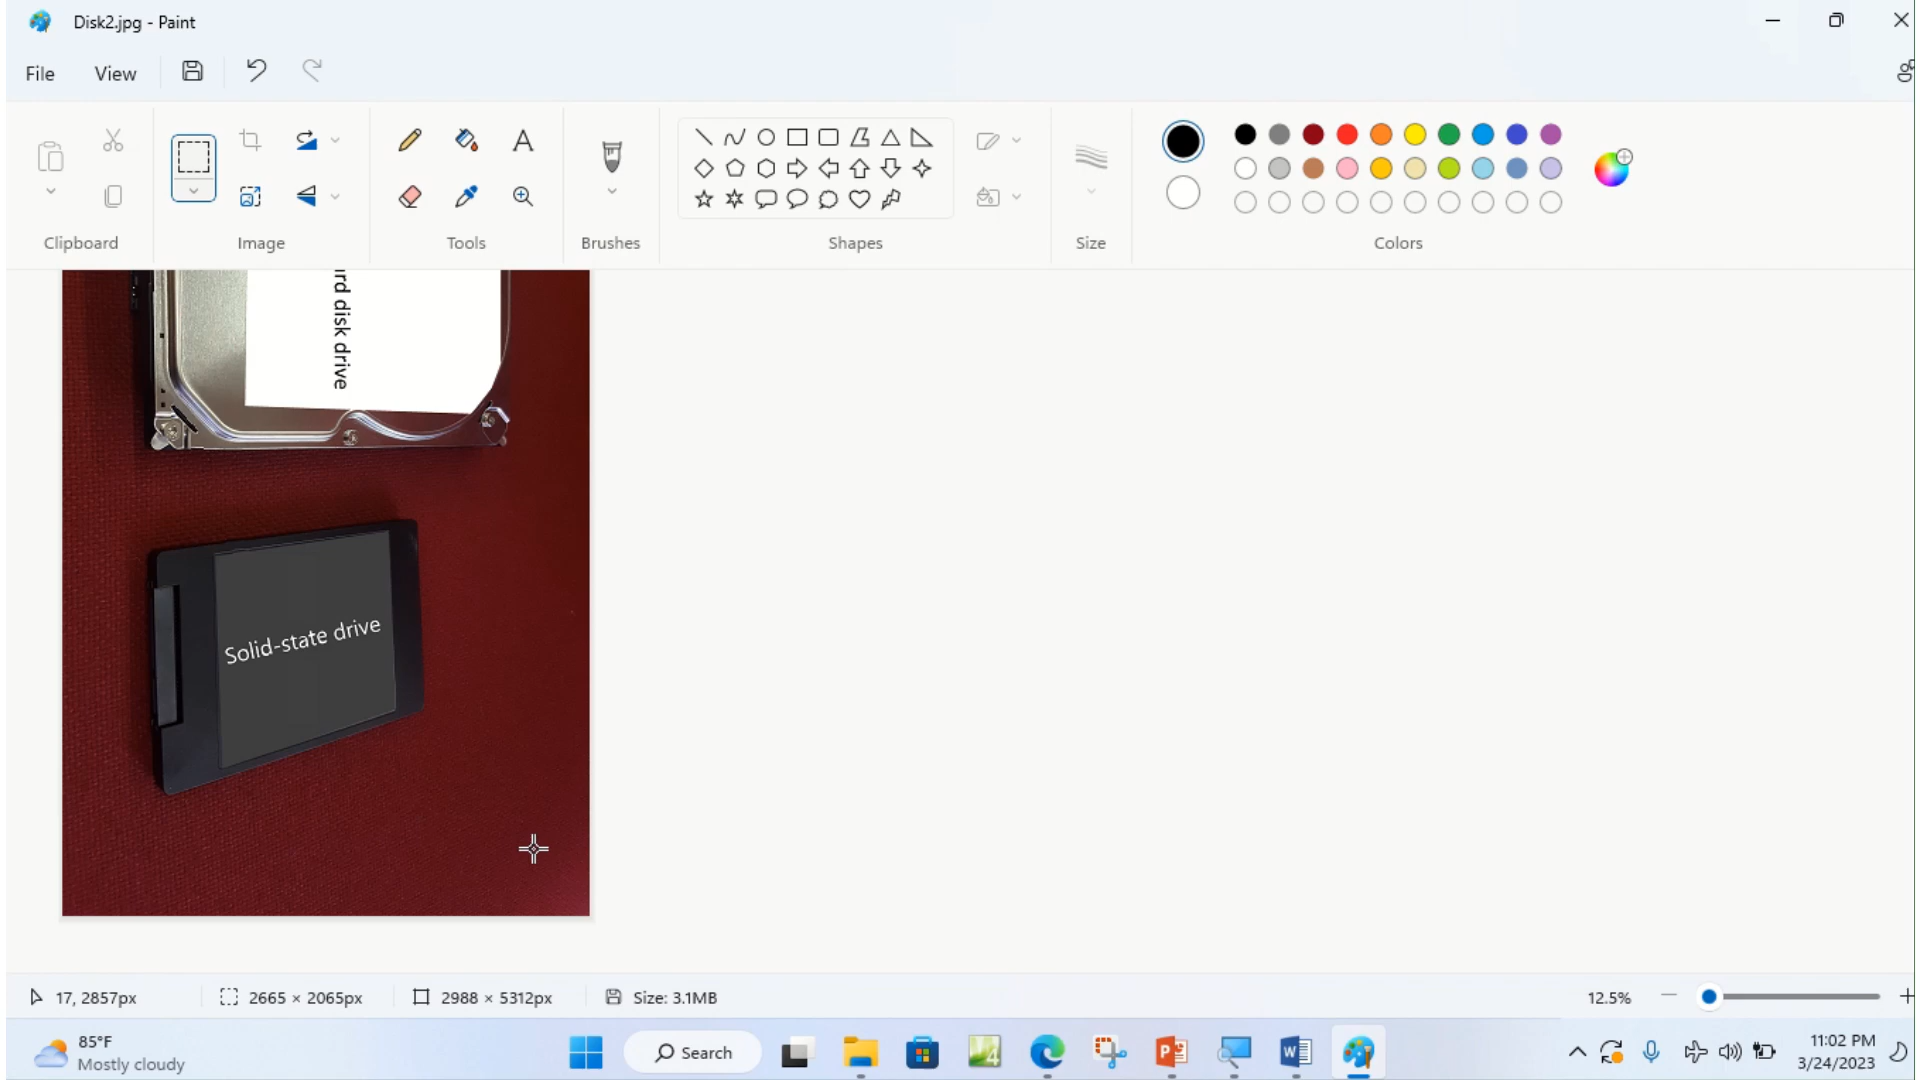 Disk2.jpg - Paint
File
View
Clipboard
Image
A
Tools
Brushes
Shapes
Size
Colors
ard disk drive
Solid-state drive
17, 2857px
2665 × 2065px
2988 × 5312px
Size: 3.1MB
12.5%
85°F
Mostly cloudy
Search
4
P
W
11:02 PM
3/24/2023